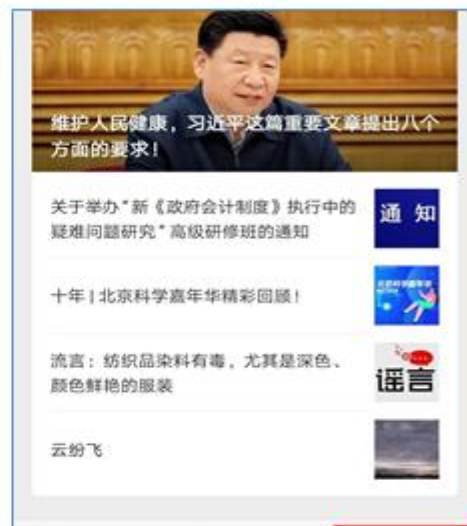 维护人民健康，习近平这篇重要文章提出八个
方面的要求！
关于举办“新《政府会计制度》执行中的
疑难问题研究”高级研修班的通知
通 知
十年 | 北京科学嘉年华精彩回顾！
流言：纺织品染料有毒，尤其是深色、
颜色鲜艳的服装
谣言
云纷飞